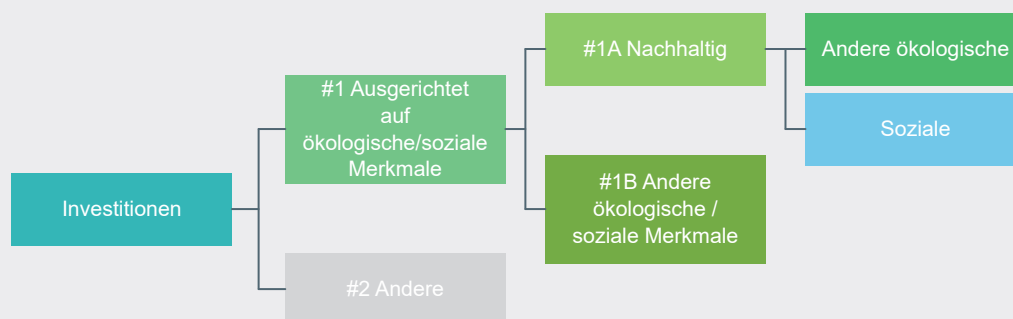 Investitionen
#1 Ausgerichtet
auf
ökologische/soziale
Merkmale
#2 Andere
#1A Nachhaltig
#1B Andere
ökologische /
soziale Merkmale
Andere ökologische
Soziale